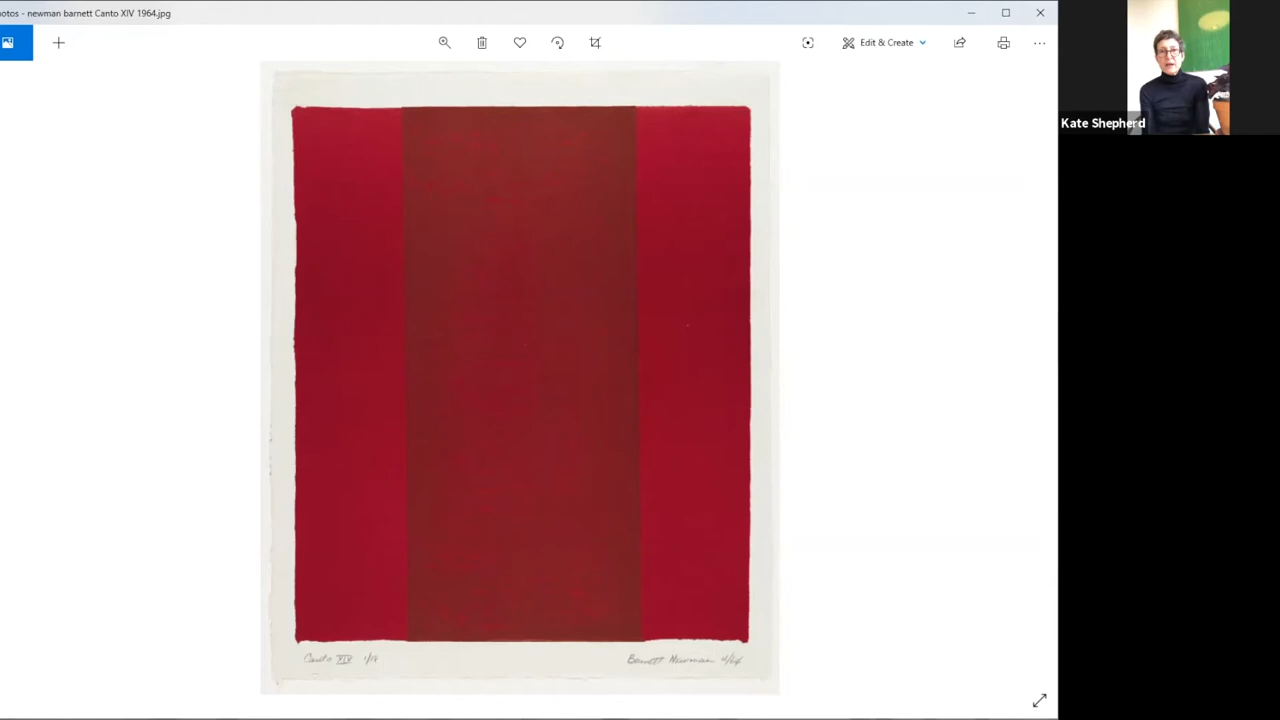 otos - newman barnett Canto XIV 1964.jpg
Edit & Create
Kate Shepherd
Canto XIV 1/18
Barnett Newman 4/64